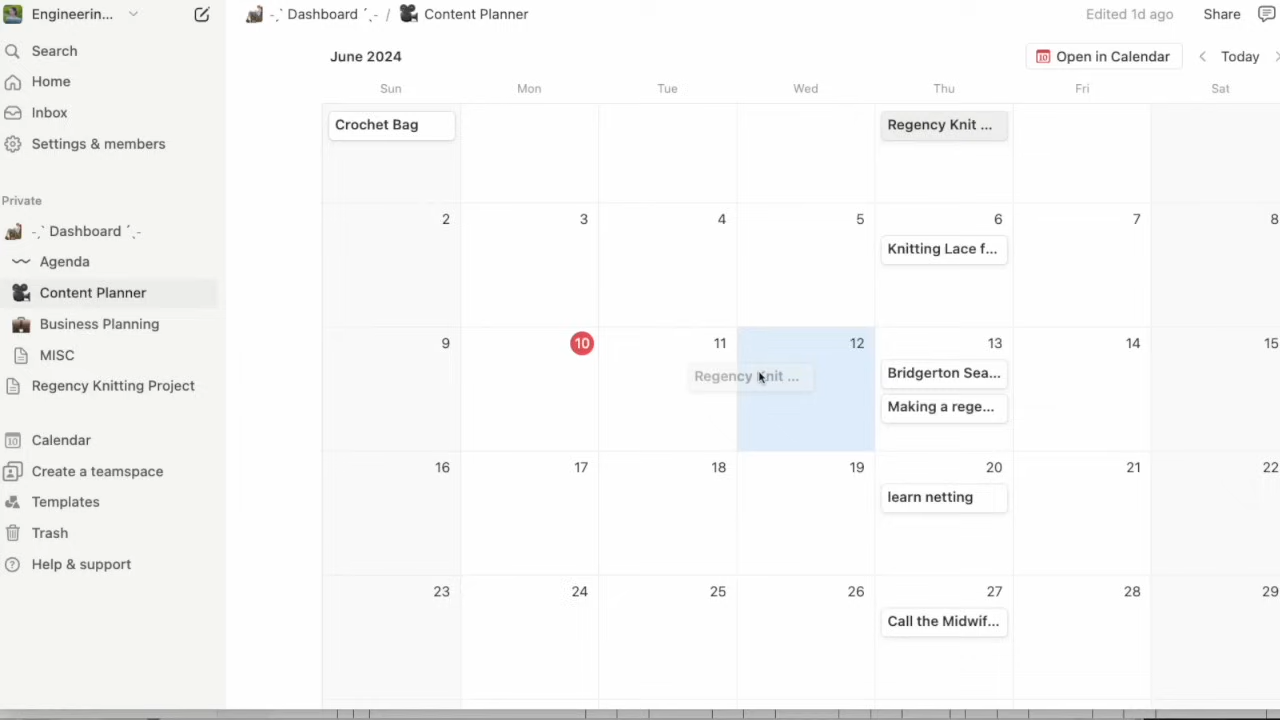 Engineerin...
Search
Home
Inbox
Settings & members
Private
-ˎˋ Dashboard ˊˎ-
Agenda
Content Planner
Business Planning
MISC
Regency Knitting Project
Calendar
Create a teamspace
Templates
Trash
Help & support
-ˎˋ Dashboard ˊˎ- / Content Planner
Edited 1d ago
Share
June 2024
Open in Calendar
Today
Sun Mon Tue Wed Thu Fri Sat
Crochet Bag
Regency Knit ...
2 3 4 5 6 7 8
Knitting Lace f...
9 10 11 12 13 14 15
Regency Knit ...
Bridgerton Sea...
Making a rege...
16 17 18 19 20 21 22
learn netting
23 24 25 26 27 28 29
Call the Midwif...